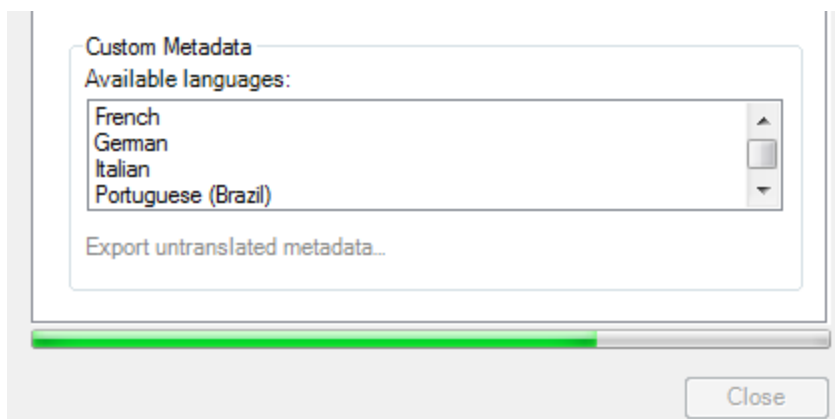 Custom Metadata
Available languages:
French
German
Italian
Portuguese (Brazil)
Export untranslated metadata...
Close